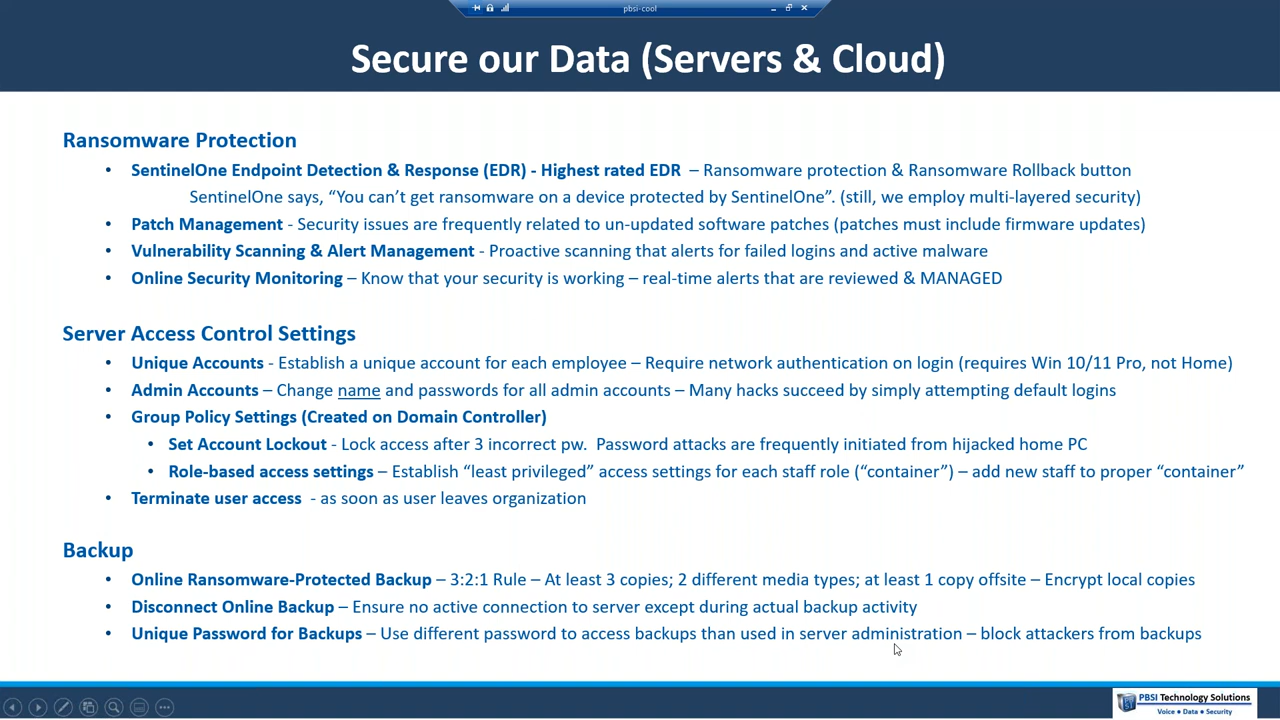 pbsi-cool
Secure our Data (Servers & Cloud)
Ransomware Protection
• SentinelOne Endpoint Detection & Response (EDR) - Highest rated EDR – Ransomware protection & Ransomware Rollback button
SentinelOne says, “You can’t get ransomware on a device protected by SentinelOne”. (still, we employ multi-layered security)
• Patch Management - Security issues are frequently related to un-updated software patches (patches must include firmware updates)
• Vulnerability Scanning & Alert Management - Proactive scanning that alerts for failed logins and active malware
• Online Security Monitoring – Know that your security is working – real-time alerts that are reviewed & MANAGED
Server Access Control Settings
• Unique Accounts - Establish a unique account for each employee – Require network authentication on login (requires Win 10/11 Pro, not Home)
• Admin Accounts – Change name and passwords for all admin accounts – Many hacks succeed by simply attempting default logins
• Group Policy Settings (Created on Domain Controller)
• Set Account Lockout - Lock access after 3 incorrect pw. Password attacks are frequently initiated from hijacked home PC
• Role-based access settings – Establish “least privileged” access settings for each staff role (“container”) – add new staff to proper “container”
• Terminate user access - as soon as user leaves organization
Backup
• Online Ransomware-Protected Backup – 3:2:1 Rule – At least 3 copies; 2 different media types; at least 1 copy offsite – Encrypt local copies
• Disconnect Online Backup – Ensure no active connection to server except during actual backup activity
• Unique Password for Backups – Use different password to access backups than used in server administration – block attackers from backups
PBSI Technology Solutions
Voice • Data • Security